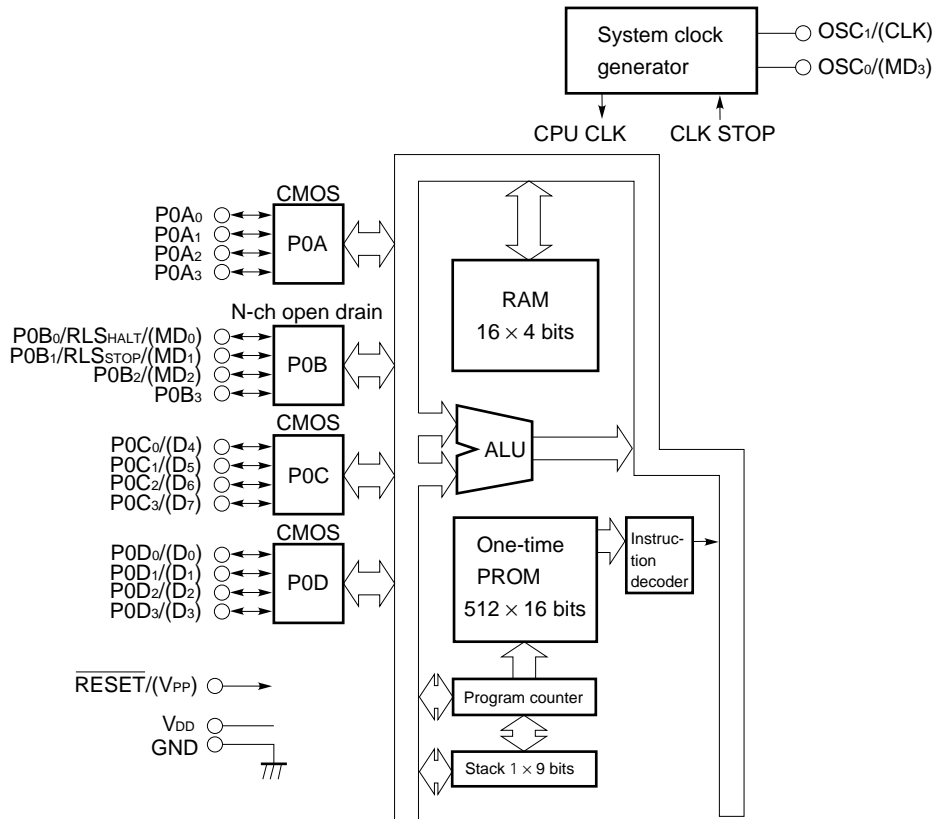 System clock
generator
OSC₁/(CLK)
OSC₀/(MD₃)
CPU CLK
CLK STOP
CMOS
P0A₀
P0A₁
P0A₂
P0A₃
P0A
RAM
16 × 4 bits
N-ch open drain
P0B₀/RLSHALT/(MD₀)
P0B₁/RLSSTOP/(MD₁)
P0B₂/(MD₂)
P0B₃
P0B
CMOS
P0C₀/(D₄)
P0C₁/(D₅)
P0C₂/(D₆)
P0C₃/(D₇)
P0C
ALU
CMOS
P0D₀/(D₀)
P0D₁/(D₁)
P0D₂/(D₂)
P0D₃/(D₃)
P0D
One-time
PROM
512 × 16 bits
Instruc-
tion
decoder
RESET/(VPP)
Program counter
VDD
GND
Stack 1 × 9 bits